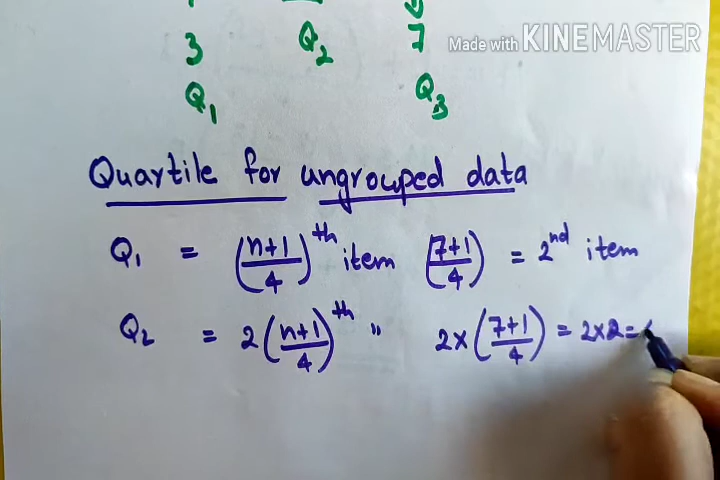 Made with KINEMASTER
3 Q2 7
Q1 Q3
Quartile for ungrouped data
Q1 = (n+1/4)th item (7+1/4) = 2nd item
Q2 = 2(n+1/4)th " 2×(7+1/4) = 2×2=